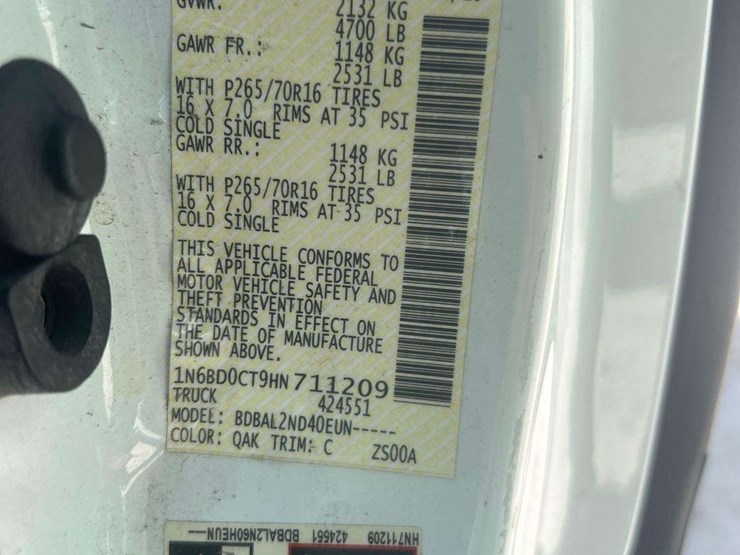 GVWR. 2132 KG
4700 LB
GAWR FR.: 1148 KG
2531 LB
WITH P265/70R16 TIRES
16 X 7.0 RIMS AT 35 PSI
COLD SINGLE
GAWR RR.: 1148 KG
2531 LB
WITH P265/70R16 TIRES
16 X 7.0 RIMS AT 35 PSI
COLD SINGLE
THIS VEHICLE CONFORMS TO
ALL APPLICABLE FEDERAL
MOTOR VEHICLE SAFETY AND
THEFT PREVENTION
STANDARDS IN EFFECT ON
THE DATE OF MANUFACTURE
SHOWN ABOVE.
1N6BD0CT9HN711209
TRUCK 424551
MODEL: BDBAL2ND40EUN-----
COLOR: QAK TRIM: C ZS00A
HN711209 424551 BDBAL2N60HEUN----